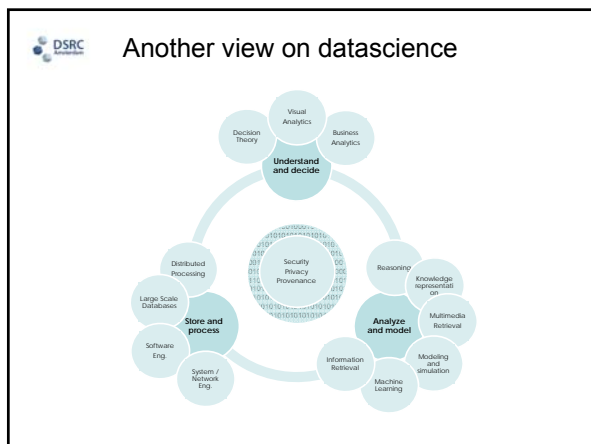 DSRC
Amsterdam
Another view on datascience
Visual
Analytics
Decision
Theory
Business
Analytics
Understand
and decide
Distributed
Processing
Large Scale
Databases
Store and
process
Software
Eng.
System /
Network
Eng.
Security
Privacy
Provenance
Reasoning
Knowledge
representati
on
Multimedia
Retrieval
Analyze
and model
Modeling
and
simulation
Machine
Learning
Information
Retrieval